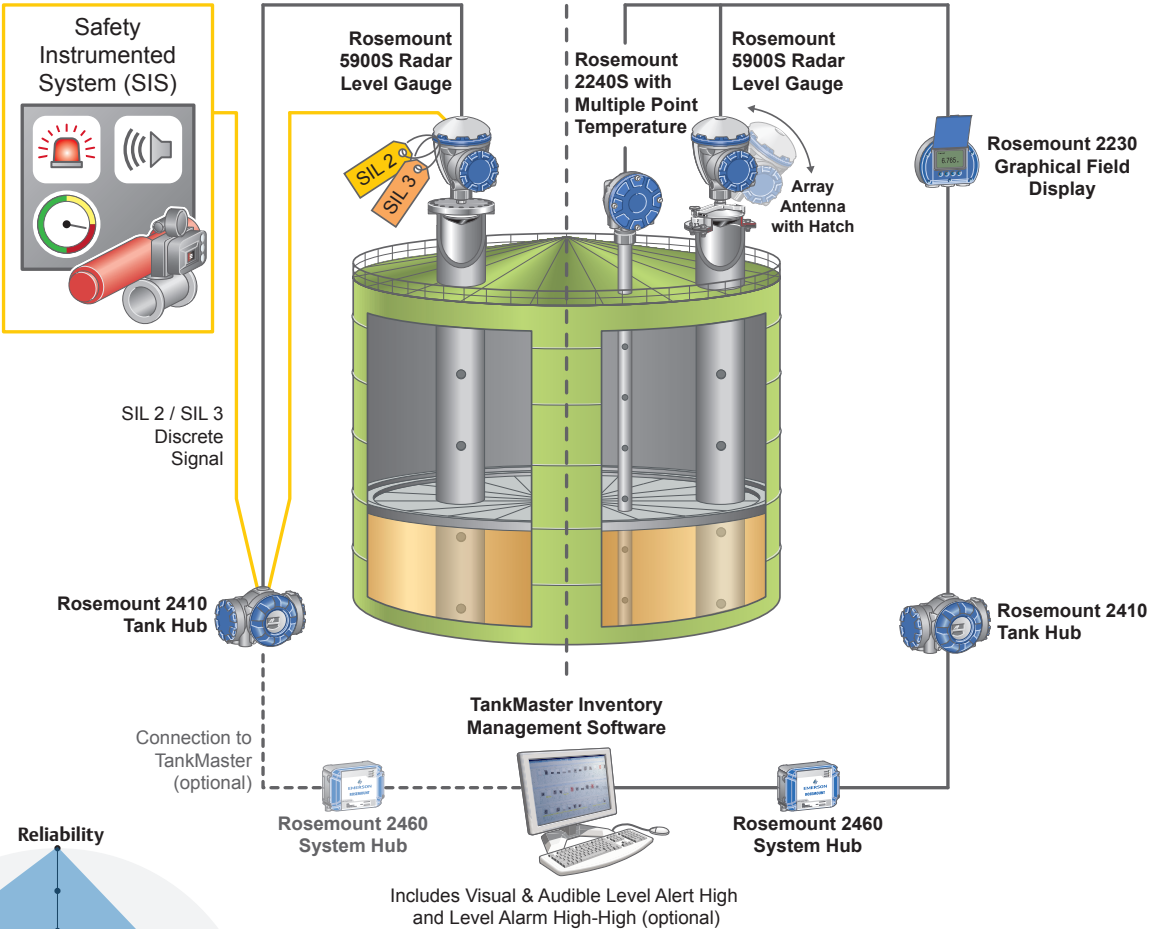 Safety
Instrumented
System (SIS)
Rosemount
5900S Radar
Level Gauge
Rosemount
2240S with
Multiple Point
Temperature
Rosemount
5900S Radar
Level Gauge
SIL 2
SIL 3
Array
Antenna
with Hatch
Rosemount 2230
Graphical Field
Display
SIL 2 / SIL 3
Discrete
Signal
Rosemount 2410
Tank Hub
Rosemount 2410
Tank Hub
TankMaster Inventory
Management Software
Connection to
TankMaster
(optional)
EMERSON
ROSEMOUNT
EMERSON
ROSEMOUNT
Rosemount 2460
System Hub
Rosemount 2460
System Hub
Reliability
Includes Visual & Audible Level Alert High
and Level Alarm High-High (optional)